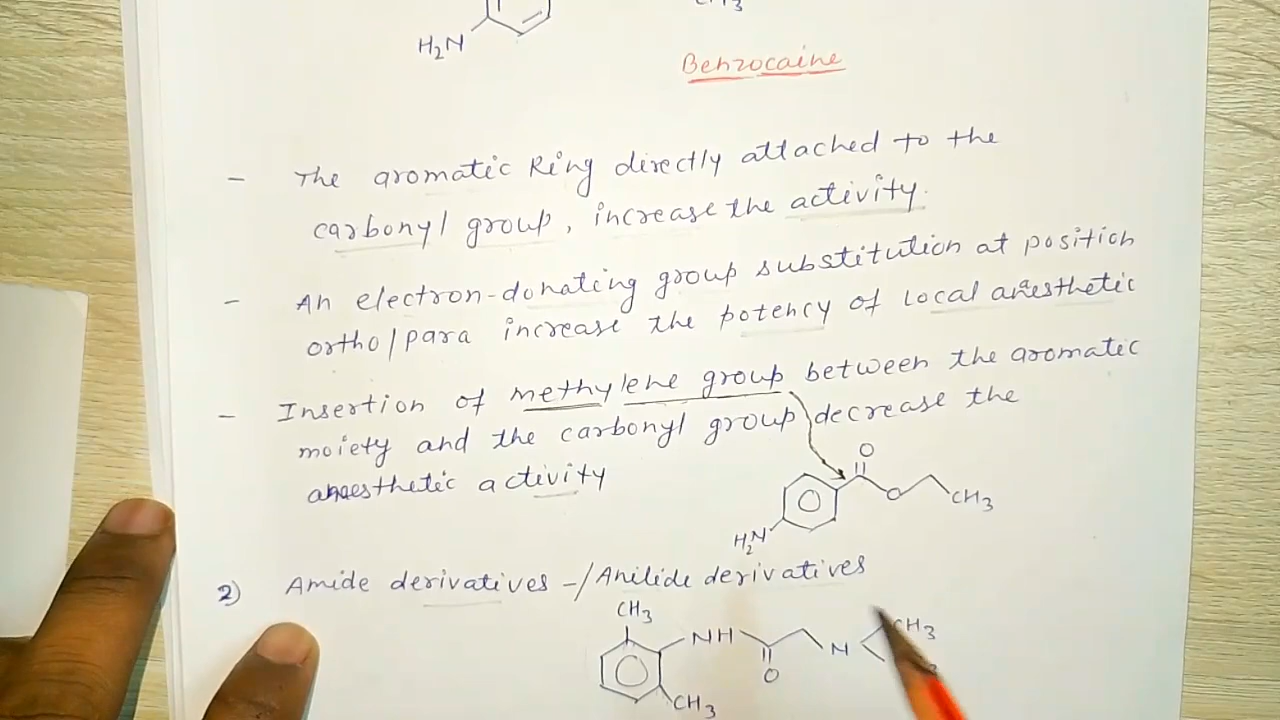 H₂N
CH₃
Benzocaine
- The aromatic Ring directly attached to the
carbonyl group, increase the activity.
- An electron-donating group substitution at position
ortho/para increase the potency of local anesthetic
- Insertion of methylene group between the aromatic
moiety and the carbonyl group decrease the
anaesthetic activity
O
O
CH₃
H₂N
2) Amide derivatives -/Anilide derivatives
CH₃
NH
N
CH₃
O
CH₃